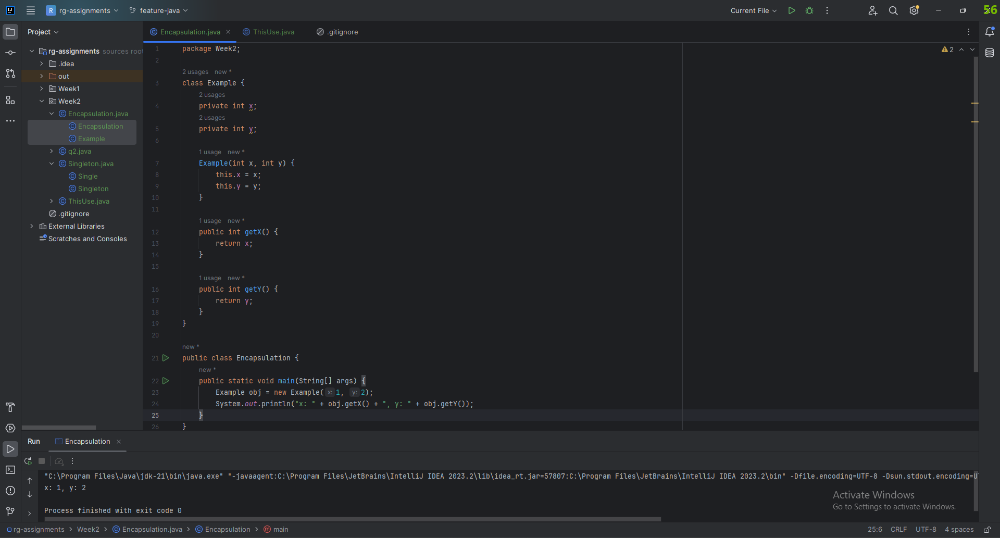 R rg-assignments feature-java Current File 56
Project
Encapsulation.java ThisUse.java .gitignore
rg-assignments sources root
.idea
out
Week1
Week2
Encapsulation.java
Encapsulation
Example
q2.java
Singleton.java
Single
Singleton
ThisUse.java
.gitignore
External Libraries
Scratches and Consoles
2
1 package Week2;
2
2 usages new *
3 class Example {
2 usages
4 private int x;
2 usages
5 private int y;
6
1 usage new *
7 Example(int x, int y) {
8 this.x = x;
9 this.y = y;
10 }
11
1 usage new *
12 public int getX() {
13 return x;
14 }
15
1 usage new *
16 public int getY() {
17 return y;
18 }
19 }
20
new *
21 public class Encapsulation {
new *
22 public static void main(String[] args) {
23 Example obj = new Example( x: 1, y: 2);
24 System.out.println("x: " + obj.getX() + ", y: " + obj.getY());
25 }
26 }
Run Encapsulation
"C:\Program Files\Java\jdk-21\bin\java.exe" "-javaagent:C:\Program Files\JetBrains\IntelliJ IDEA 2023.2\lib\idea_rt.jar=57807:C:\Program Files\JetBrains\IntelliJ IDEA 2023.2\bin" -Dfile.encoding=UTF-8 -Dsun.stdout.encoding=U
x: 1, y: 2
Process finished with exit code 0
Activate Windows
Go to Settings to activate Windows.
rg-assignments Week2 Encapsulation.java Encapsulation main 25:6 CRLF UTF-8 4 spaces